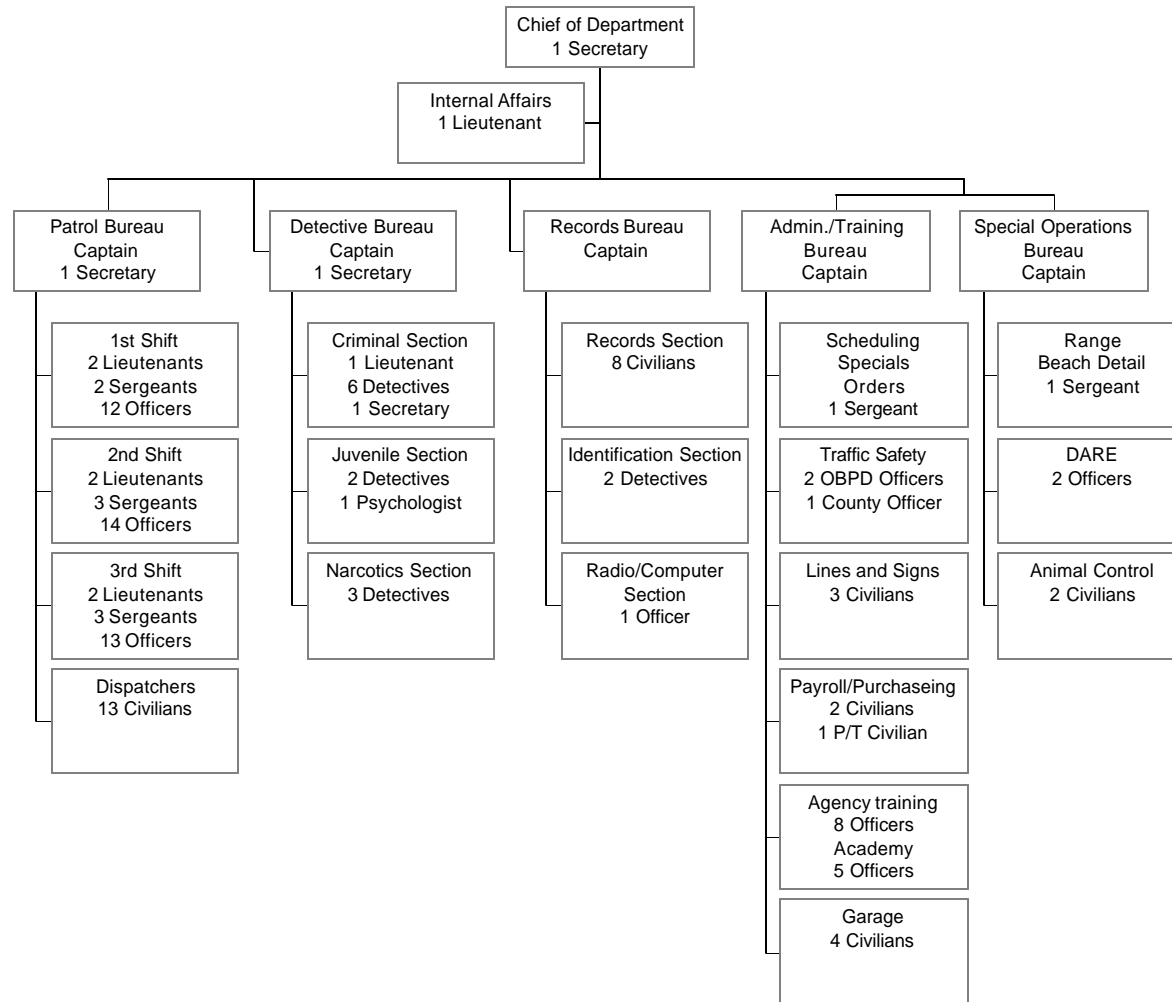 Chief of Department
1 Secretary
Internal Affairs
1 Lieutenant
Patrol Bureau
Captain
1 Secretary
1st Shift
2 Lieutenants
2 Sergeants
12 Officers
2nd Shift
2 Lieutenants
3 Sergeants
14 Officers
3rd Shift
2 Lieutenants
3 Sergeants
13 Officers
Dispatchers
13 Civilians
Detective Bureau
Captain
1 Secretary
Criminal Section
1 Lieutenant
6 Detectives
1 Secretary
Juvenile Section
2 Detectives
1 Psychologist
Narcotics Section
3 Detectives
Records Bureau
Captain
Records Section
8 Civilians
Identification Section
2 Detectives
Radio/Computer
Section
1 Officer
Admin./Training
Bureau
Captain
Scheduling
Specials
Orders
1 Sergeant
Traffic Safety
2 OBPD Officers
1 County Officer
Lines and Signs
3 Civilians
Payroll/Purchaseing
2 Civilians
1 P/T Civilian
Agency training
8 Officers
Academy
5 Officers
Garage
4 Civilians
Special Operations
Bureau
Captain
Range
Beach Detail
1 Sergeant
DARE
2 Officers
Animal Control
2 Civilians